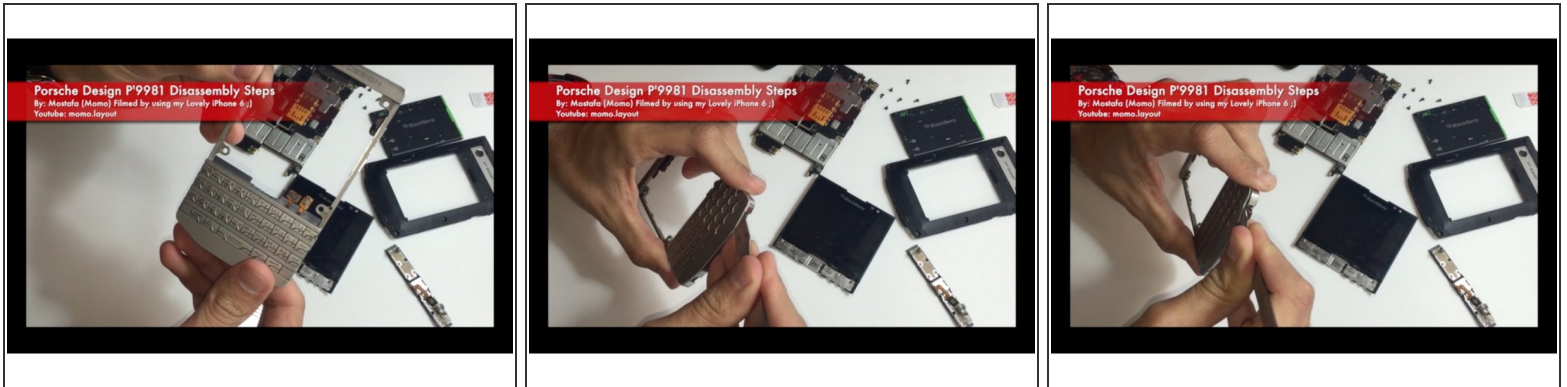 Porsche Design P'9981 Disassembly Steps
By: Mostafa (Momo) Filmed by using my Lovely iPhone 6 ;)
Youtube: momo.layout
Porsche Design P'9981 Disassembly Steps
By: Mostafa (Momo) Filmed by using my Lovely iPhone 6 ;)
Youtube: momo.layout
BlackBerry
Porsche Design P'9981 Disassembly Steps
By: Mostafa (Momo) Filmed by using my Lovely iPhone 6 ;)
Youtube: momo.layout